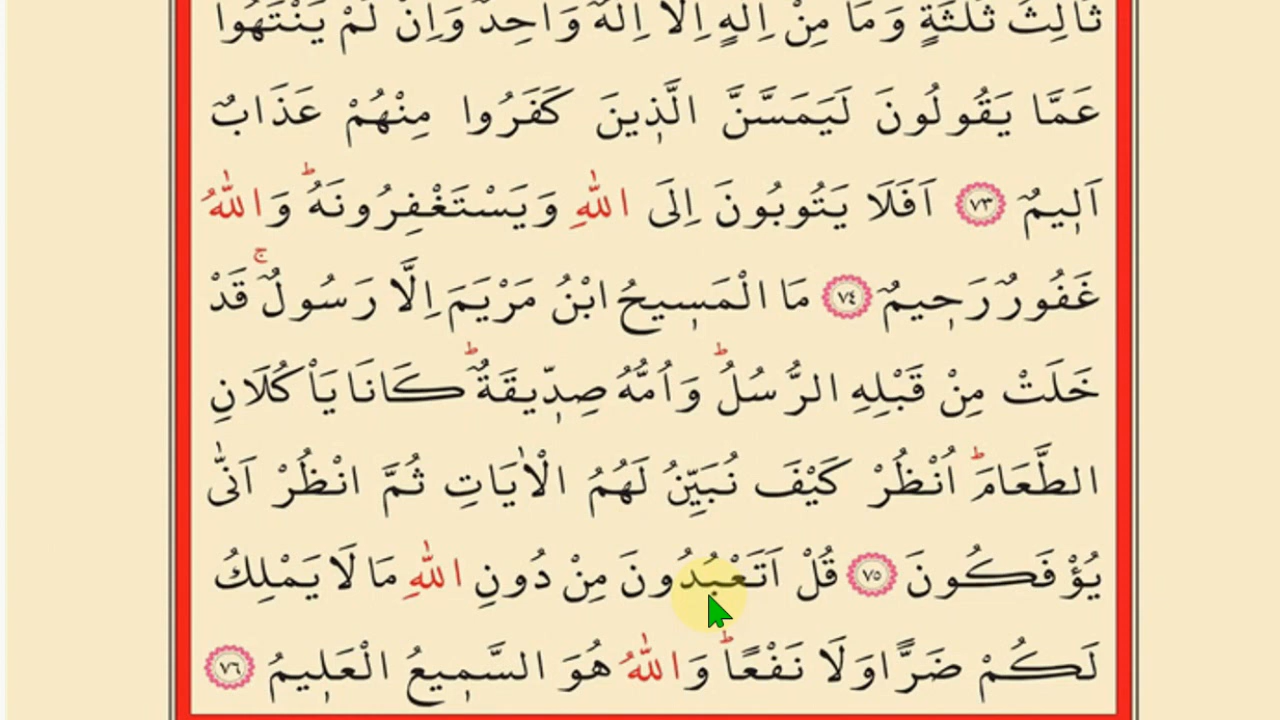 ثَالِثُ ثَلٰثَةٍ وَمَا مِنْ اِلٰهٍ اِلَّا اِلٰهٌ وَاحِدٌ وَاِنْ لَمْ يَنْتَهُوا
عَمَّا يَقُولُونَ لَيَمَسَّنَّ الَّذ۪ينَ كَفَرُوا مِنْهُمْ عَذَابٌ
اَل۪يمٌ ﴿٧٣﴾ اَفَلَا يَتُوبُونَ اِلَى اللّٰهِ وَيَسْتَغْفِرُونَهُۜ وَاللّٰهُ
غَفُورٌ رَح۪يمٌ ﴿٧٤﴾ مَا الْمَس۪يحُ ابْنُ مَرْيَمَ اِلَّا رَسُولٌۚ قَدْ
خَلَتْ مِنْ قَبْلِهِ الرُّسُلُۜ وَاُمُّهُ صِدّ۪يقَةٌۜ كَانَا يَأْكُلَانِ
الطَّعَامَۜ اُنْظُرْ كَيْفَ نُبَيِّنُ لَهُمُ الْاٰيَاتِ ثُمَّ انْظُرْ اَنّٰى
يُؤْفَكُونَ ﴿٧٥﴾ قُلْ اَتَعْبُدُونَ مِنْ دُونِ اللّٰهِ مَا لَا يَمْلِكُ
لَكُمْ ضَرًّا وَلَا نَفْعًاۜ وَاللّٰهُ هُوَ السَّم۪يعُ الْعَل۪يمُ ﴿٧٦﴾